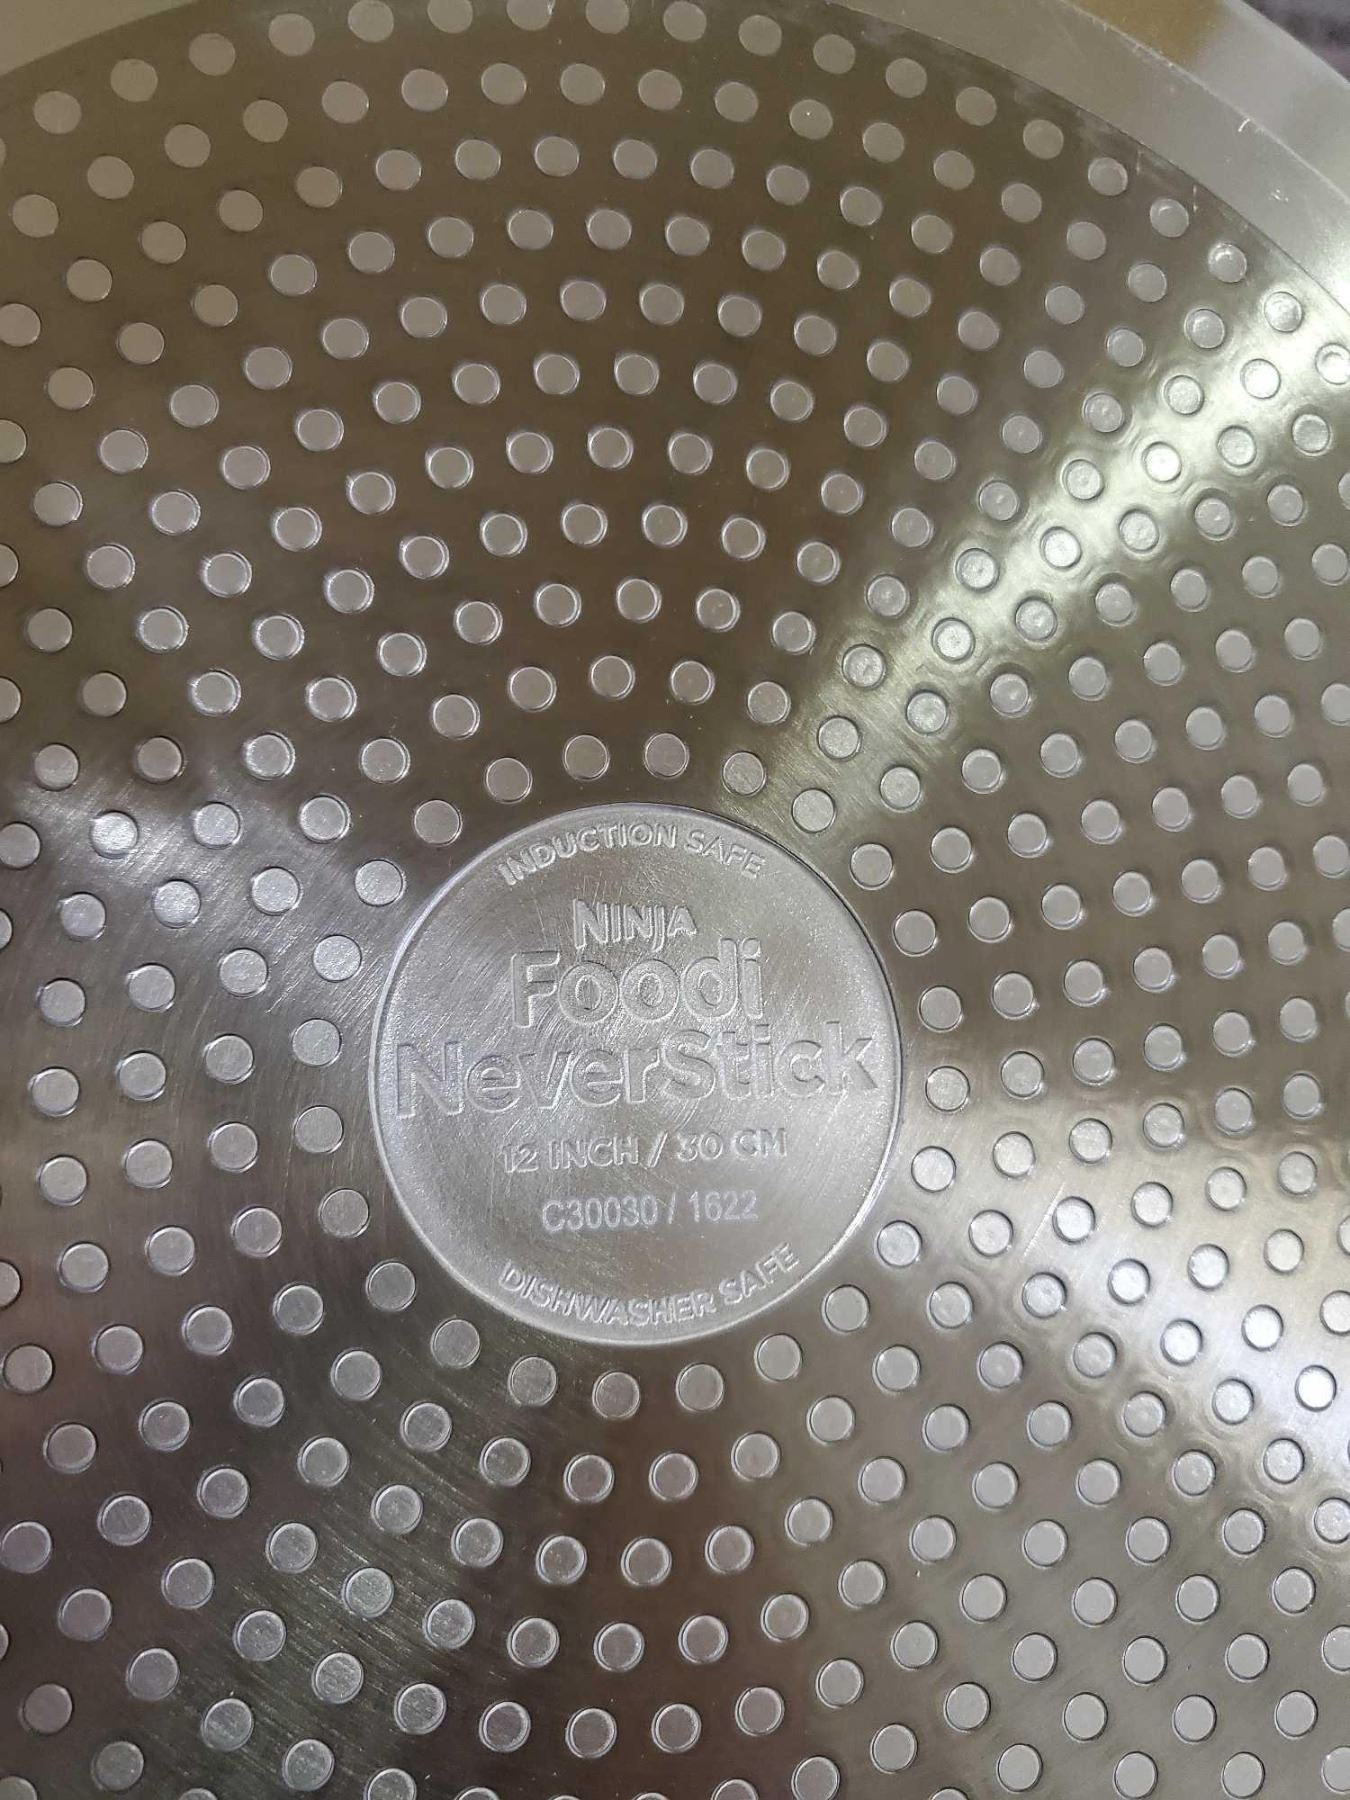 INDUCTION SAFE
NINJA
Foodi
NeverStick
12 INCH / 30 CM
C30030 / 1622
DISHWASHER SAFE